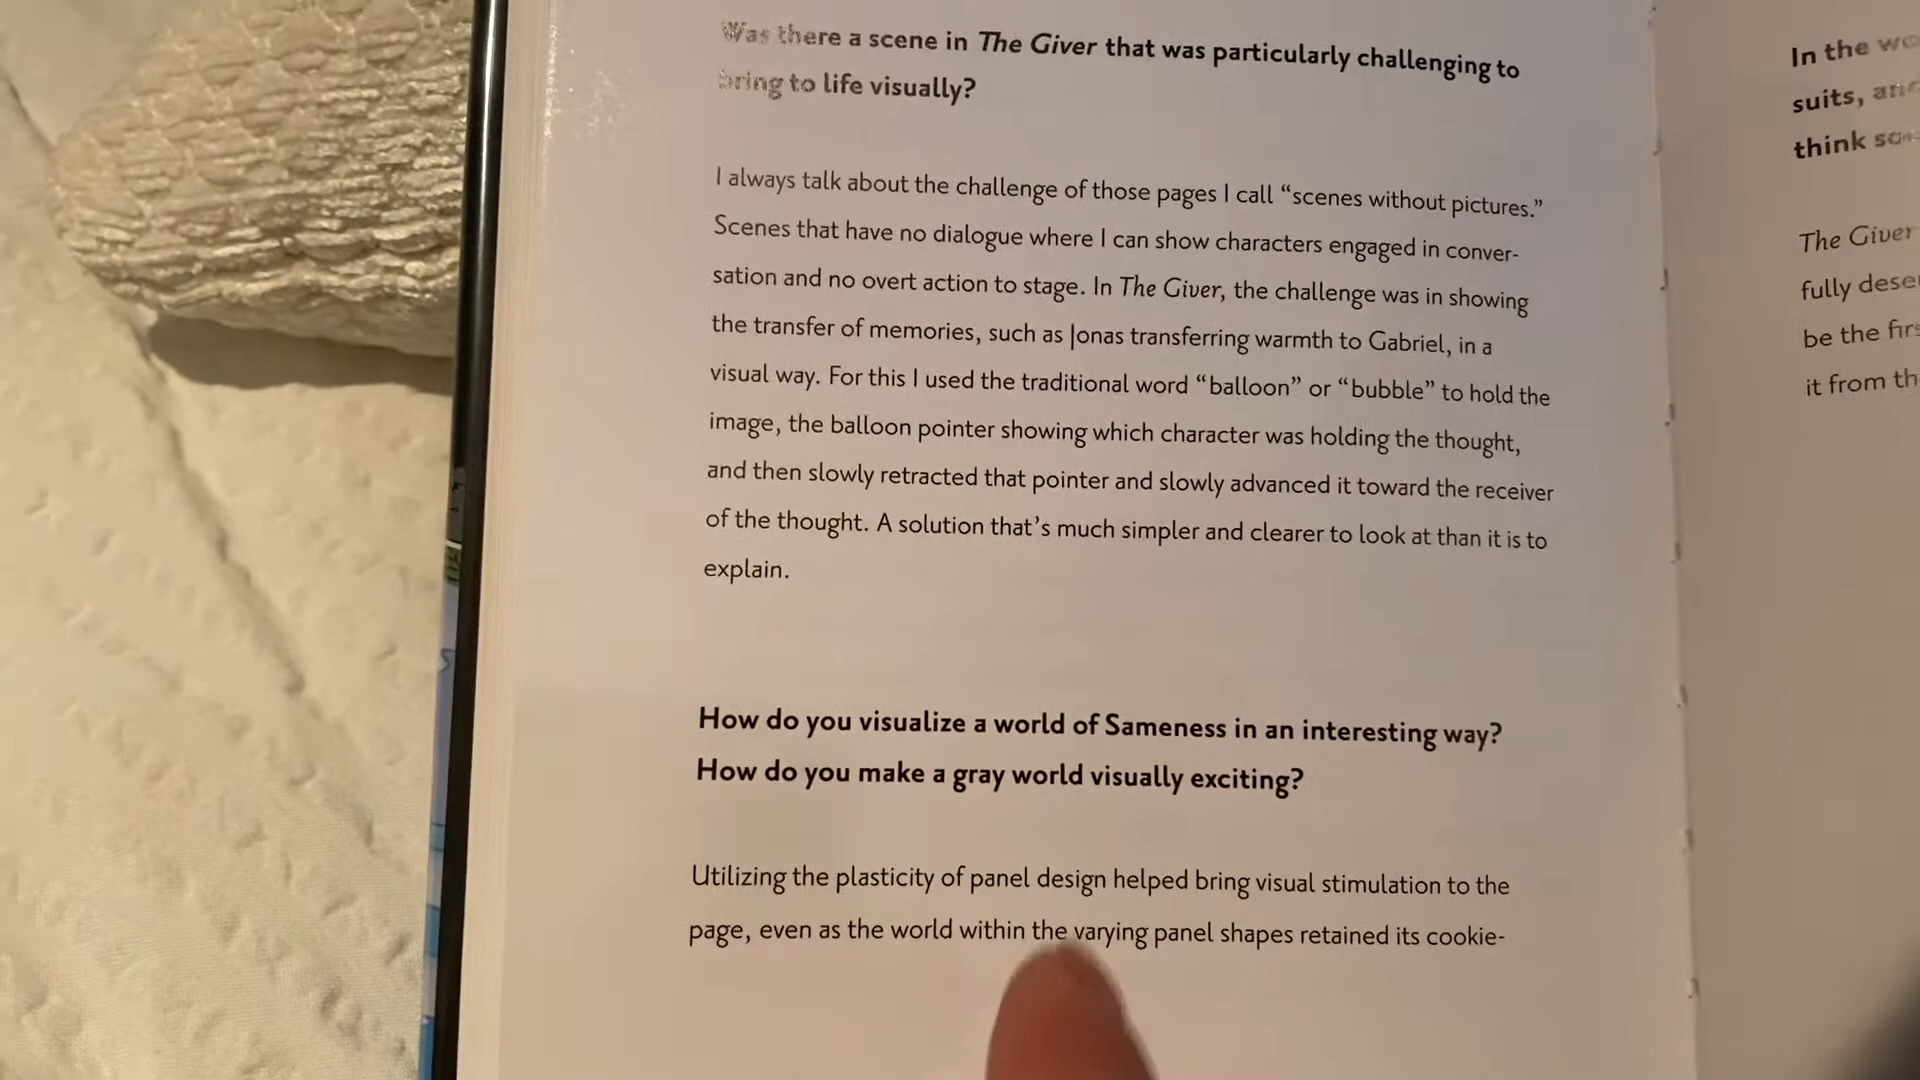 Was there a scene in The Giver that was particularly challenging to
bring to life visually?
I always talk about the challenge of those pages I call “scenes without pictures.”
Scenes that have no dialogue where I can show characters engaged in conver-
sation and no overt action to stage. In The Giver, the challenge was in showing
the transfer of memories, such as Jonas transferring warmth to Gabriel, in a
visual way. For this I used the traditional word “balloon” or “bubble” to hold the
image, the balloon pointer showing which character was holding the thought,
and then slowly retracted that pointer and slowly advanced it toward the receiver
of the thought. A solution that’s much simpler and clearer to look at than it is to
explain.
How do you visualize a world of Sameness in an interesting way?
How do you make a gray world visually exciting?
Utilizing the plasticity of panel design helped bring visual stimulation to the
page, even as the world within the varying panel shapes retained its cookie-
In the
suits,
think
The Giver
fully
be the
it from